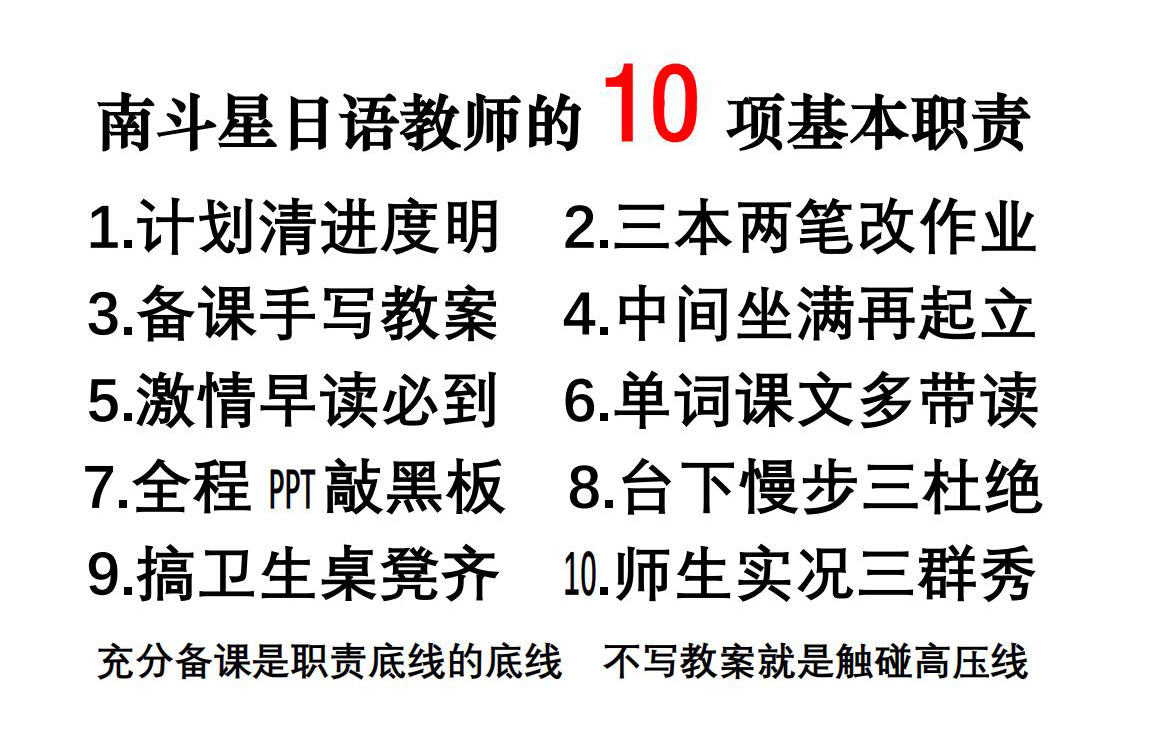 南斗星日语教师的 10 项基本职责
1.计划清进度明 2.三本两笔改作业
3.备课手写教案 4.中间坐满再起立
5.激情早读必到 6.单词课文多带读
7.全程 PPT 敲黑板 8.台下慢步三杜绝
9.搞卫生桌凳齐 10.师生实况三群秀
充分备课是职责底线的底线 不写教案就是触碰高压线